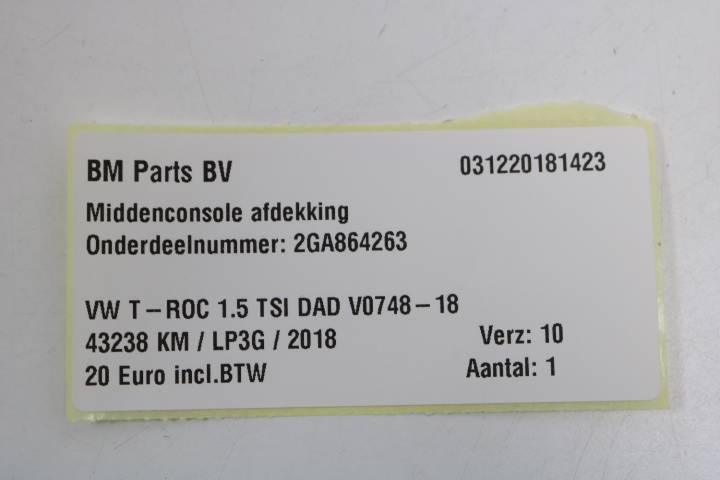 BM Parts BV 031220181423
Middenconsole afdekking
Onderdeelnummer: 2GA864263
VW T-ROC 1.5 TSI DAD V0748-18
43238 KM / LP3G / 2018 Verz: 10
20 Euro incl.BTW Aantal: 1